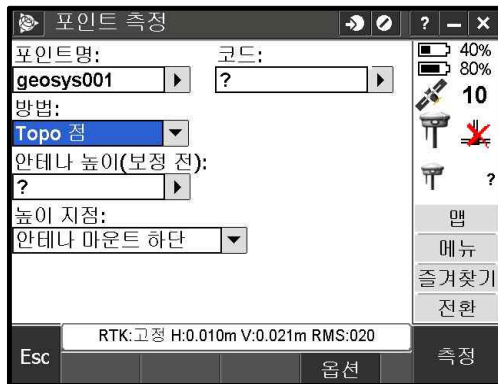 포인트 측정
? – ×
포인트명:
코드:
geosys001
?
방법:
Topo 점
안테나 높이(보정 전):
?
높이 지점:
안테나 마운트 하단
40%
80%
10
?
맵
메뉴
즐겨찾기
전환
RTK:고정 H:0.010m V:0.021m RMS:020
Esc
옵션
측정